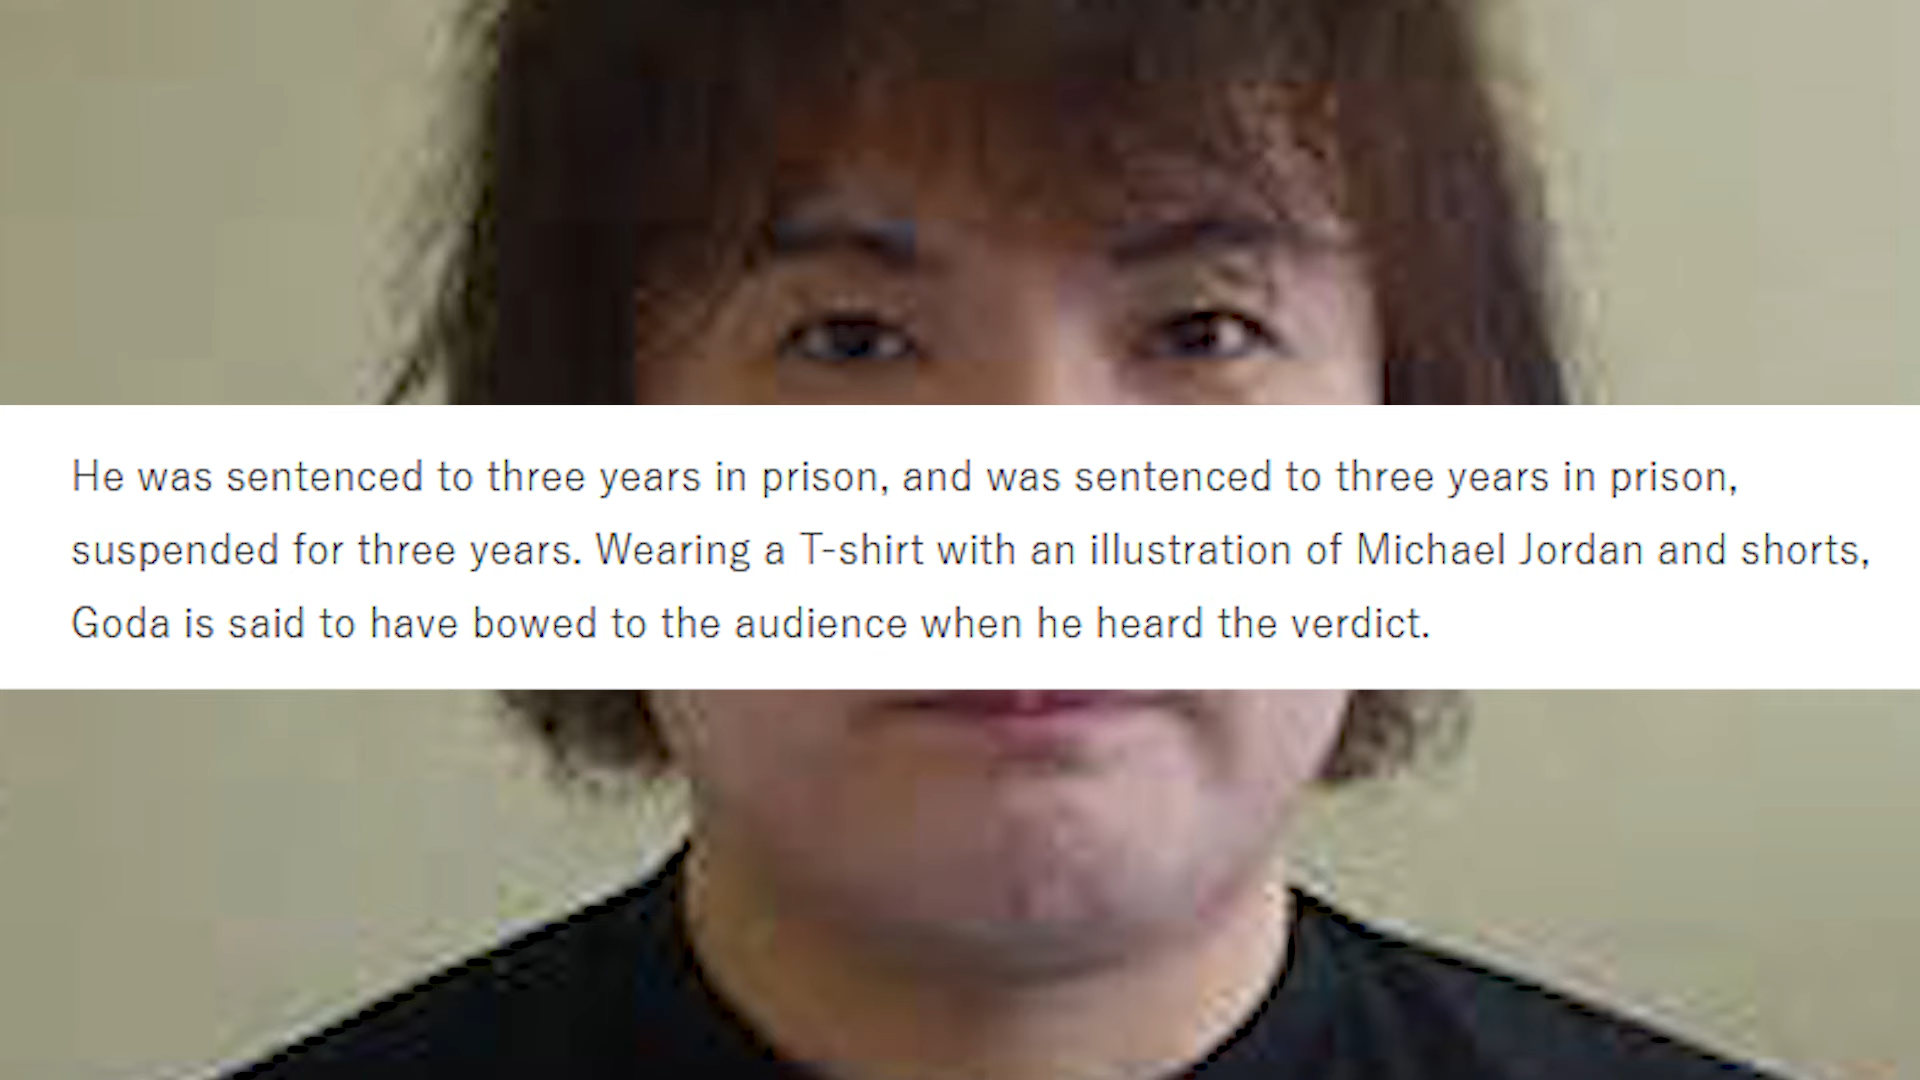 He was sentenced to three years in prison, and was sentenced to three years in prison,
suspended for three years. Wearing a T-shirt with an illustration of Michael Jordan and shorts,
Goda is said to have bowed to the audience when he heard the verdict.